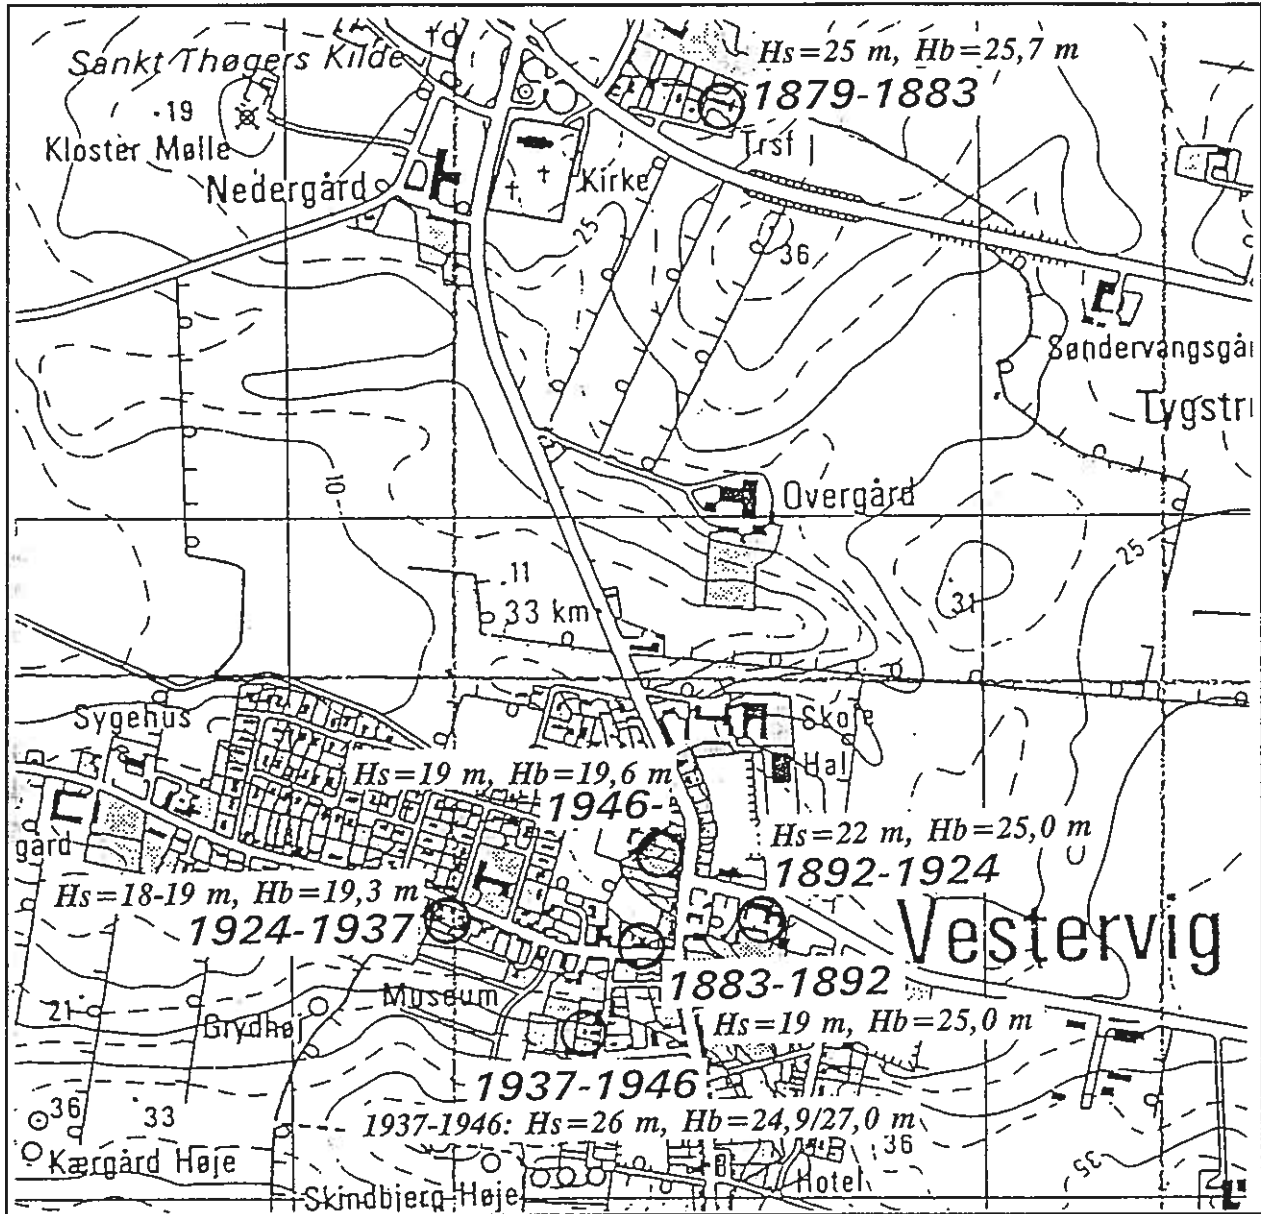 Hs=25 m, Hb=25,7 m
Sankt Thøgers Kilde
1879-1883
.19
Kloster Mølle
Trsf
Nedergård
Kirke
25
36
Søndervangsgå
Tygstr
10
Overgård
25
.11
33 km
31
Sygehus
Skole
Hal
Hs=19 m, Hb=19,6 m
1946-
Hs=22 m, Hb=25,0 m
gård
1892-1924
Hs=18-19 m, Hb=19,3 m
1924-1937
Vestervig
1883-1892
Museum
21
Grydhøj
Hs=19 m, Hb=25,0 m
1937-1946
36
33
1937-1946: Hs=26 m, Hb=24,9/27,0 m
36
Kærgård Høje
35
Skindbjerg Høje
Hotel